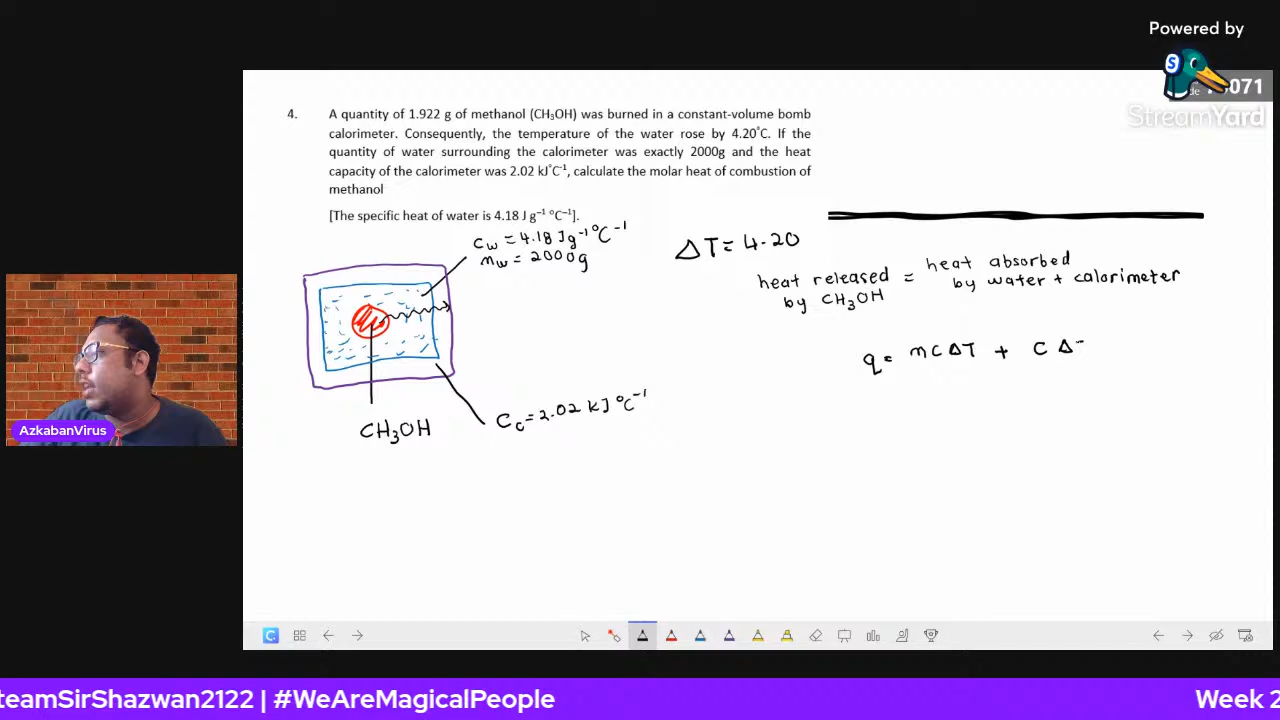 Powered by
071
StreamYard
4. A quantity of 1.922 g of methanol (CH₃OH) was burned in a constant-volume bomb
calorimeter. Consequently, the temperature of the water rose by 4.20°C. If the
quantity of water surrounding the calorimeter was exactly 2000g and the heat
capacity of the calorimeter was 2.02 kJ°C⁻¹, calculate the molar heat of combustion of
methanol
[The specific heat of water is 4.18 J g⁻¹ °C⁻¹].
Cw = 4.18 Jg⁻¹°C⁻¹
mw = 2000g
ΔT = 4.20
heat released = heat absorbed
by CH₃OH by water + calorimeter
q = mcΔT + CΔ
Cc = 2.02 kJ °C⁻¹
CH₃OH
AzkabanVirus
teamSirShazwan2122 | #WeAreMagicalPeople
Week 2